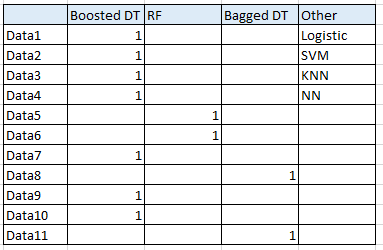 Boosted DT RF Bagged DT Other
Data1 1 Logistic
Data2 1 SVM
Data3 1 KNN
Data4 1 NN
Data5 1
Data6 1
Data7 1
Data8 1
Data9 1
Data10 1
Data11 1